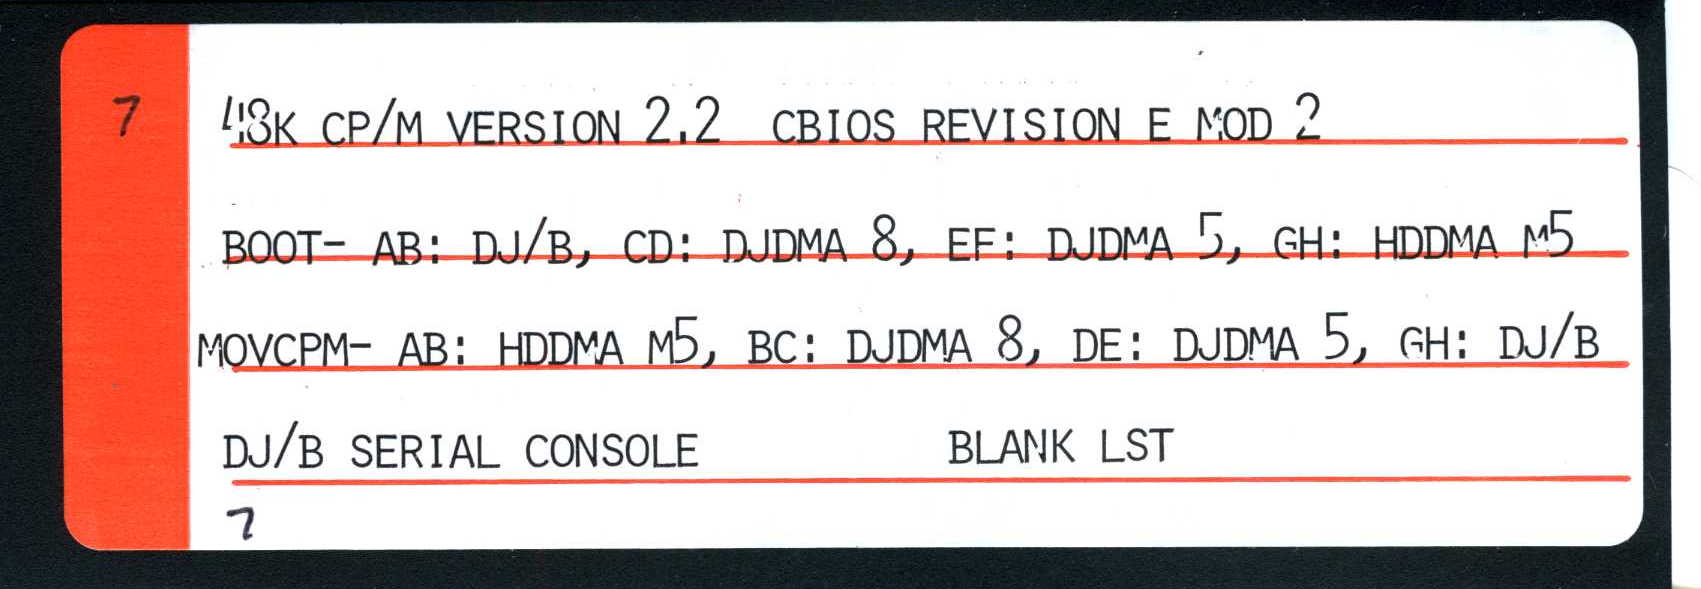 7
48K CP/M VERSION 2.2 CBIOS REVISION E MOD 2
BOOT- AB: DJ/B, CD: DJDMA 8, EF: DJDMA 5, GH: HDDMA M5
MOVCPM- AB: HDDMA M5, BC: DJDMA 8, DE: DJDMA 5, GH: DJ/B
DJ/B SERIAL CONSOLE BLANK LST
7